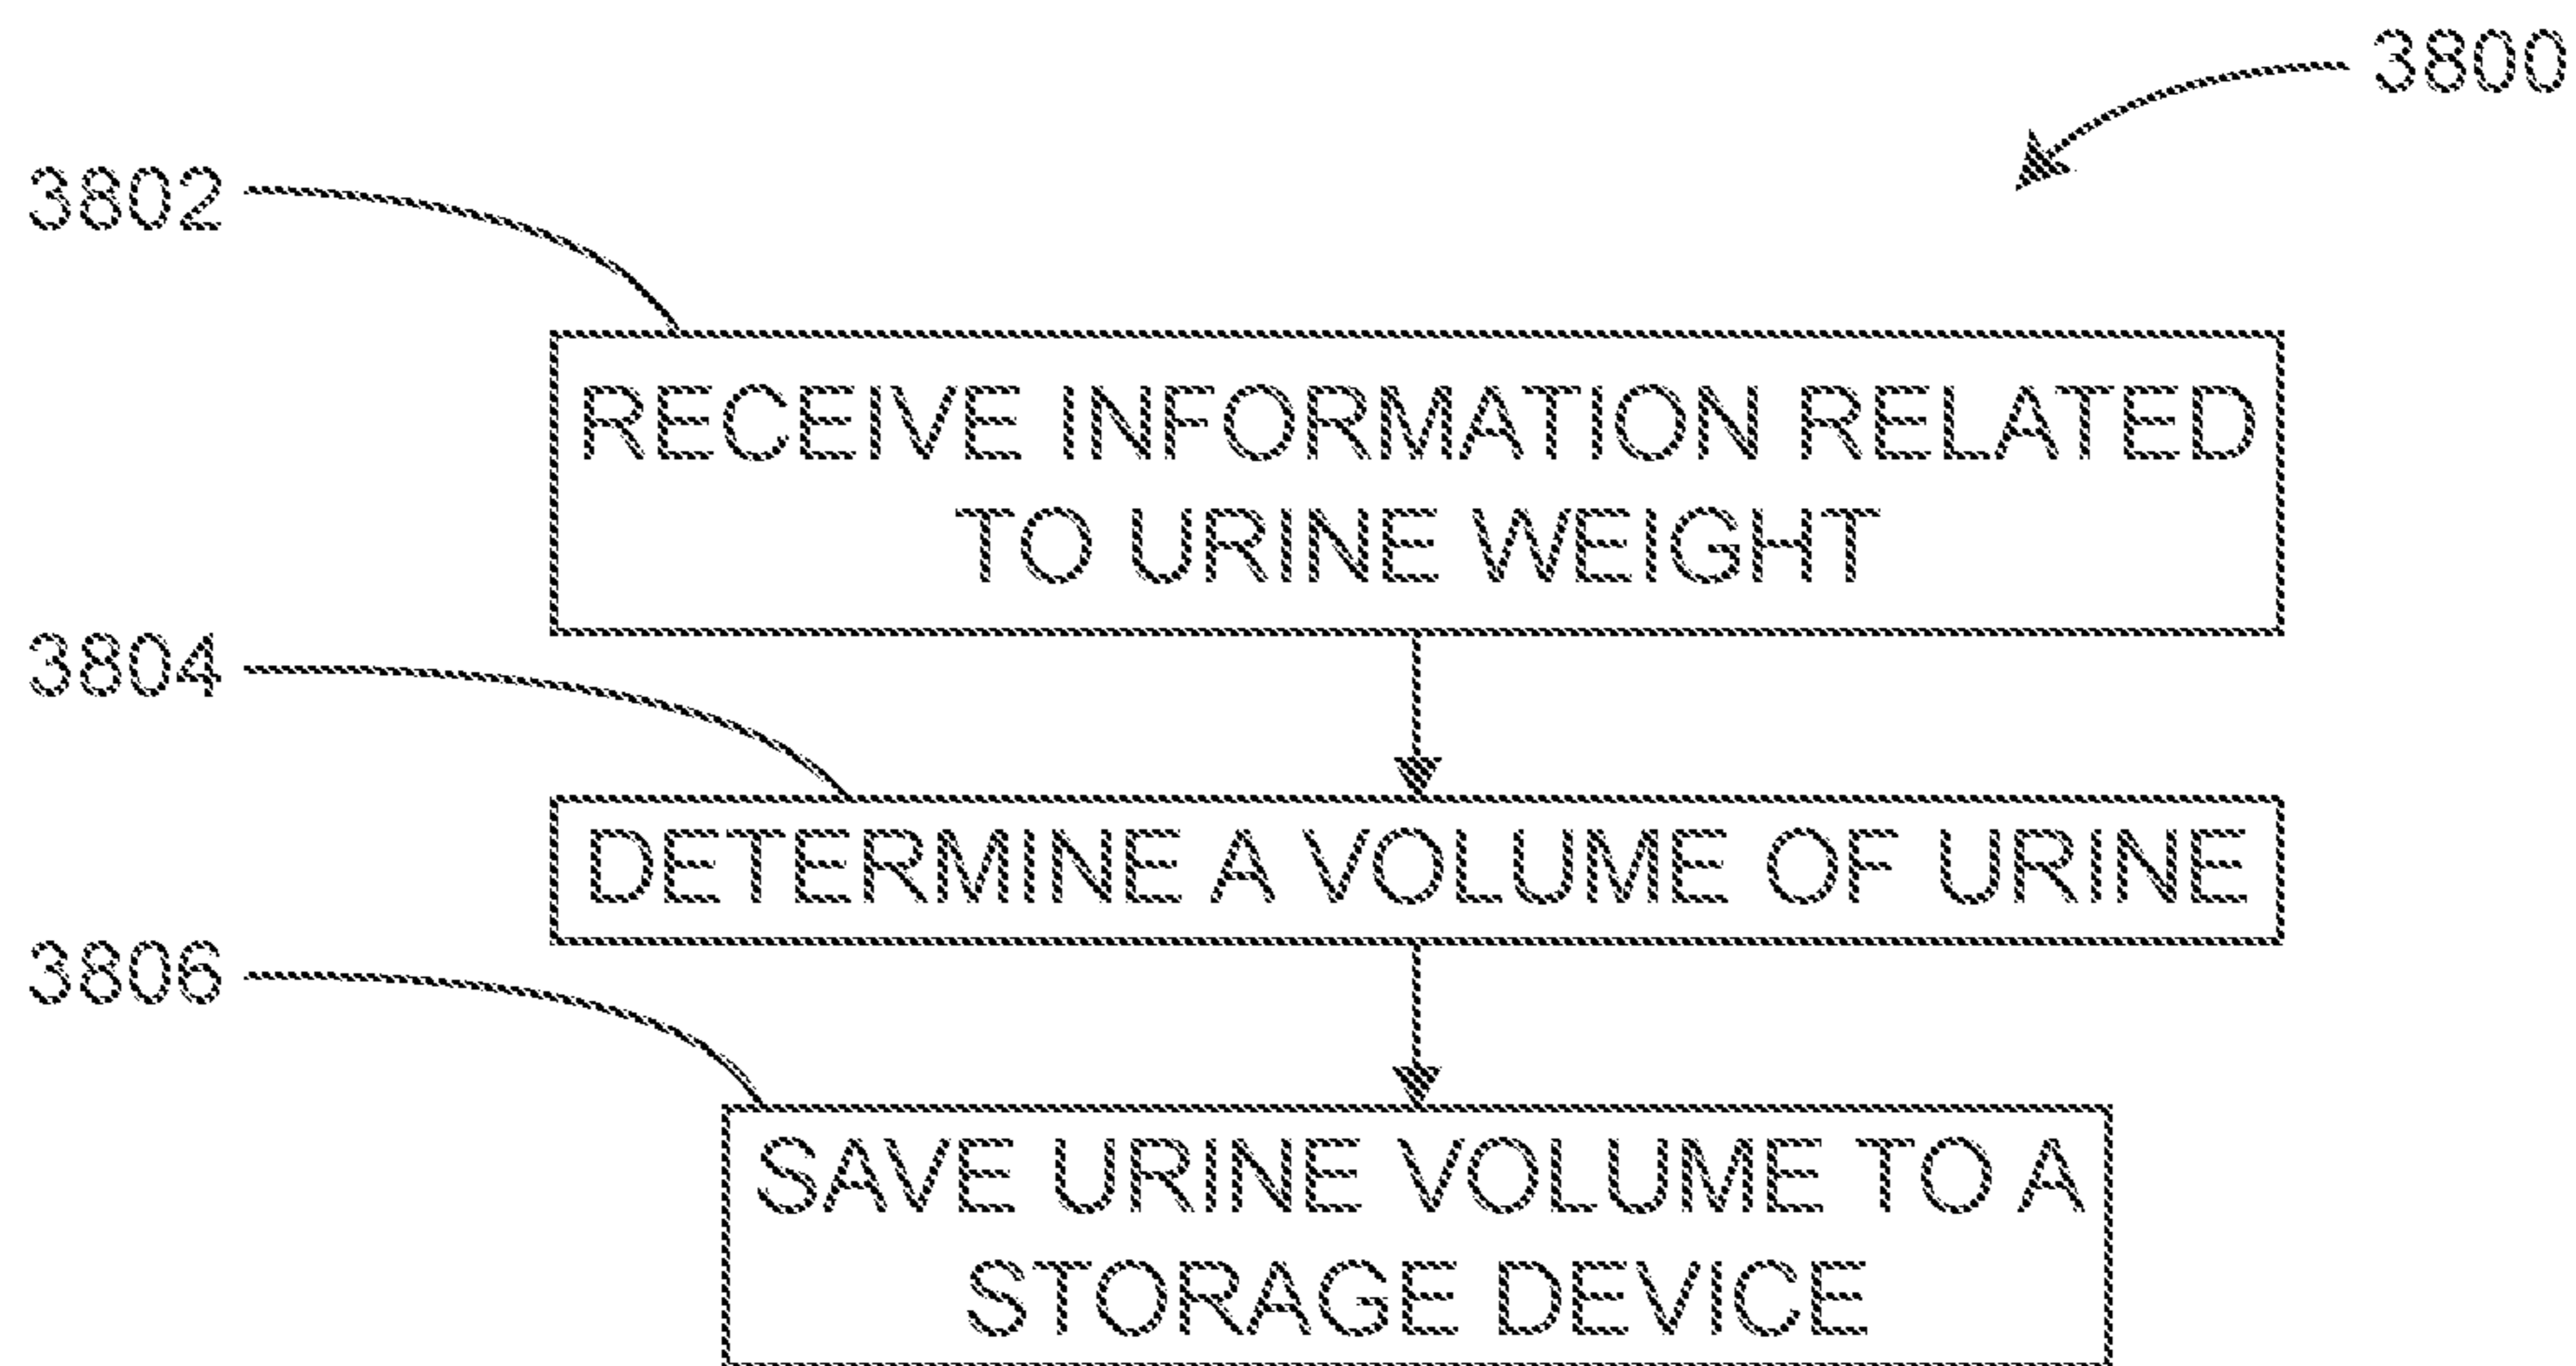 3800
3802
RECEIVE INFORMATION RELATED
TO URINE WEIGHT
3804
DETERMINE A VOLUME OF URINE
3806
SAVE URINE VOLUME TO A
STORAGE DEVICE